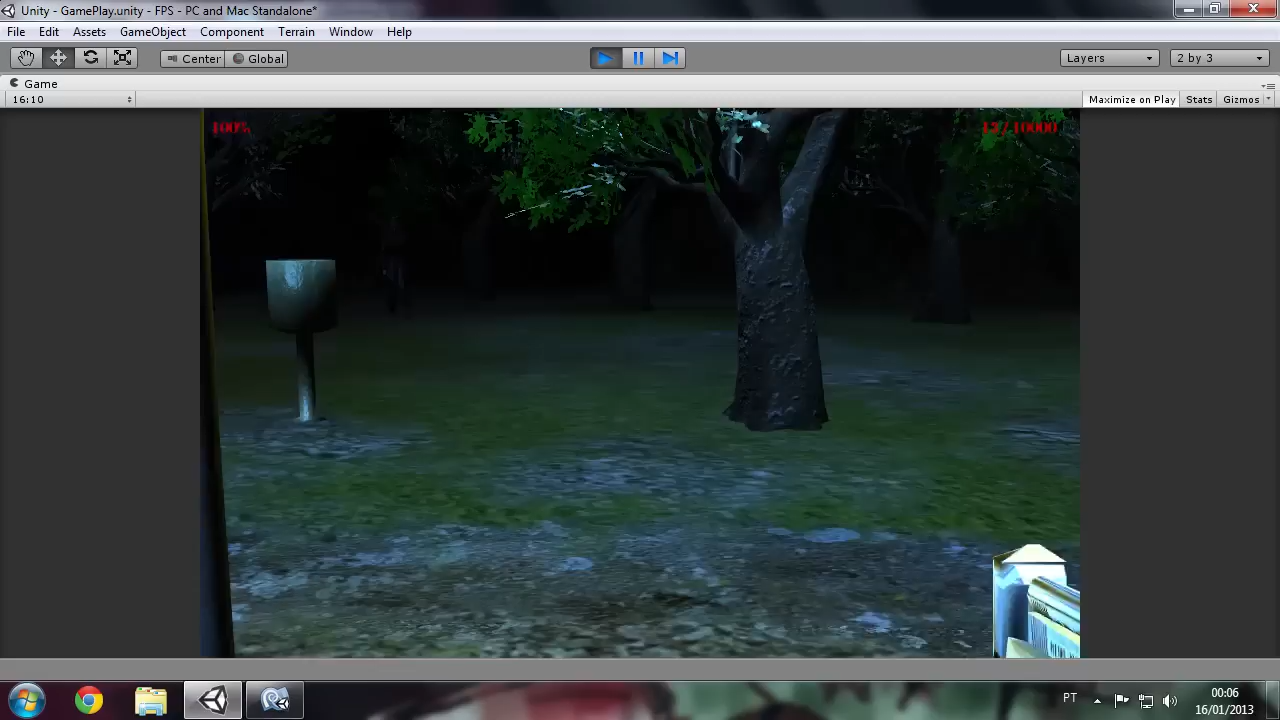 Unity - GamePlay.unity - FPS - PC and Mac Standalone*
File Edit Assets GameObject Component Terrain Window Help
Center Global Layers 2 by 3
Game
16:10 Maximize on Play Stats Gizmos
100%
PT
00:06
16/01/2013